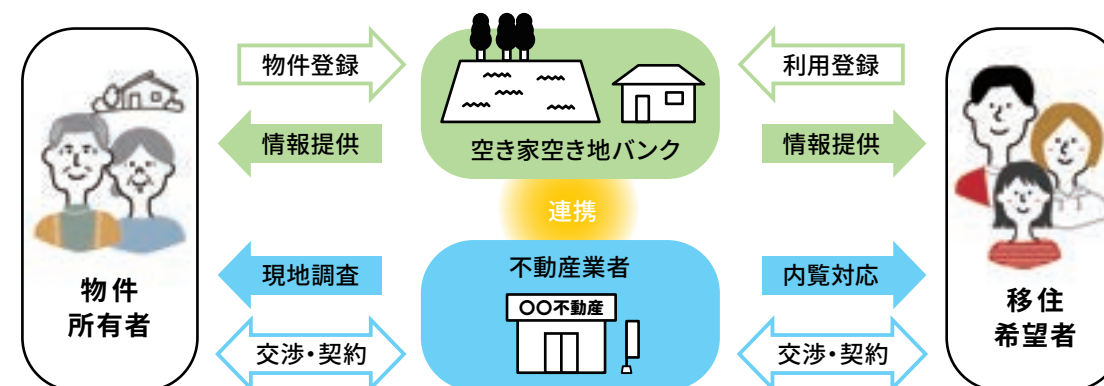 物件登録
利用登録
情報提供
空き家空き地バンク
情報提供
連携
物件
所有者
現地調査
不動産業者
内覧対応
移住
希望者
〇〇不動産
交渉・契約
交渉・契約